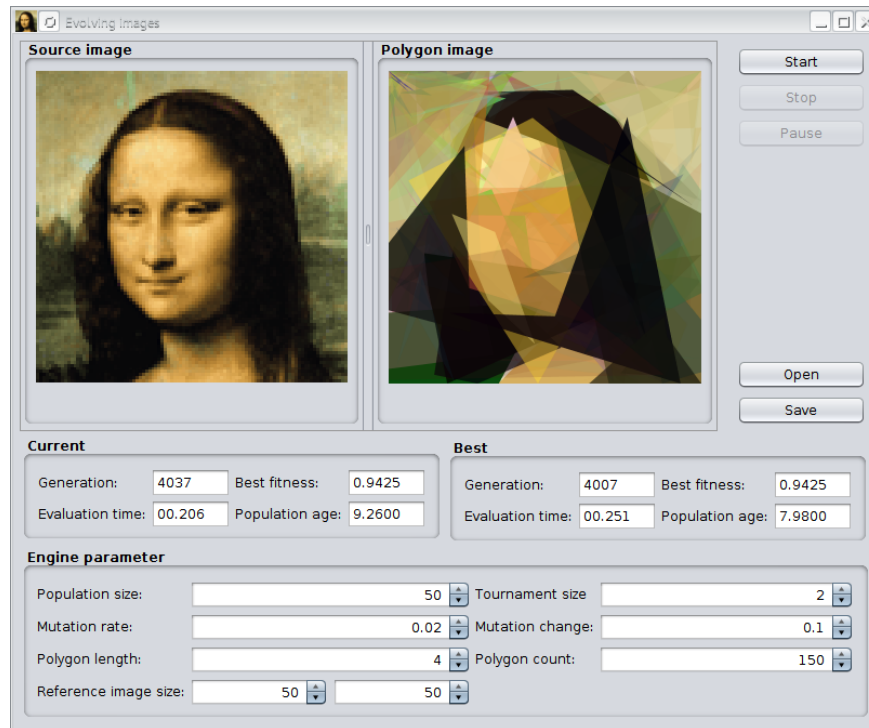 Evolving images
Source image
Polygon image
Start
Stop
Pause
Open
Save
Current
Generation: 4037 Best fitness: 0.9425
Evaluation time: 00.206 Population age: 9.2600
Best
Generation: 4007 Best fitness: 0.9425
Evaluation time: 00.251 Population age: 7.9800
Engine parameter
Population size: 50 Tournament size 2
Mutation rate: 0.02 Mutation change: 0.1
Polygon length: 4 Polygon count: 150
Reference image size: 50 50